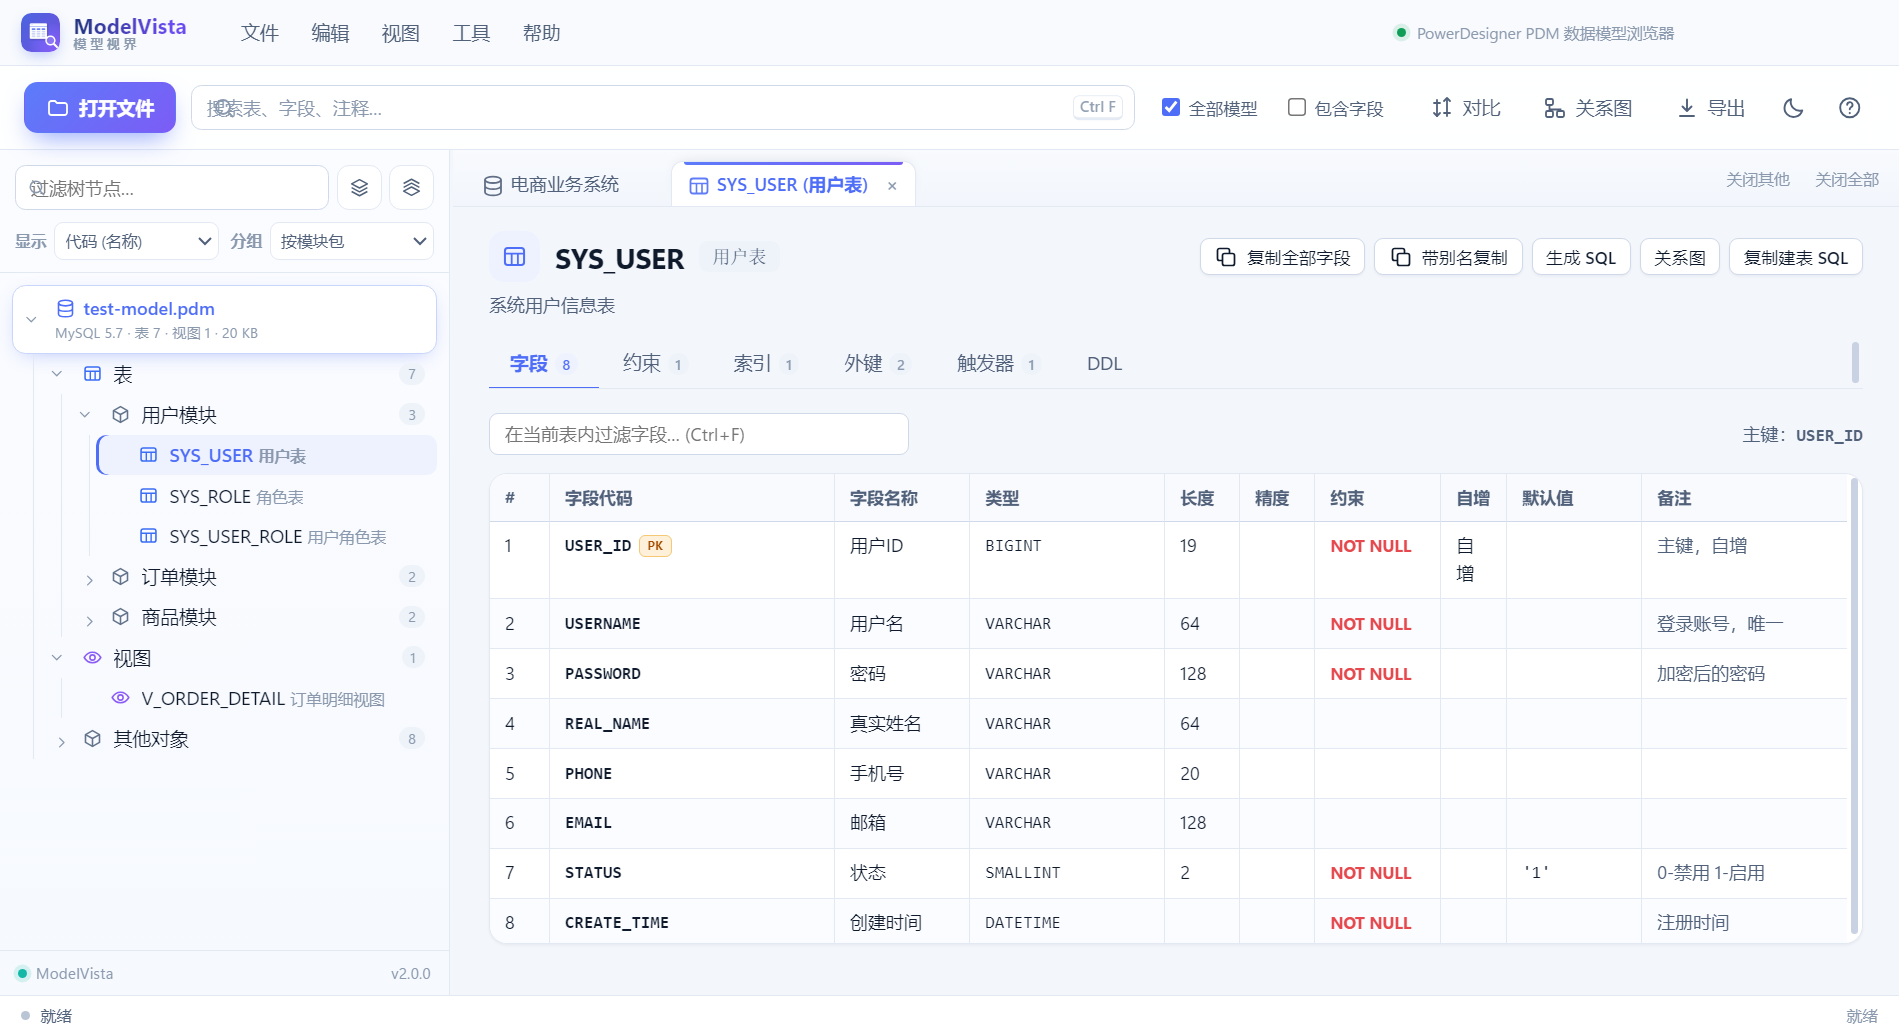 ModelVista
模型视界
文件 编辑 视图 工具 帮助
PowerDesigner PDM 数据模型浏览器
打开文件
搜索表、字段、注释...
Ctrl F
全部模型
包含字段
对比
关系图
导出
过滤树节点...
显示 代码 (名称) 分组 按模块包
test-model.pdm
MySQL 5.7 · 表 7 · 视图 1 · 20 KB
表 7
用户模块 3
SYS_USER 用户表
SYS_ROLE 角色表
SYS_USER_ROLE 用户角色表
订单模块 2
商品模块 2
视图 1
V_ORDER_DETAIL 订单明细视图
其他对象 8
ModelVista v2.0.0
电商业务系统
SYS_USER (用户表) ×
关闭其他 关闭全部
SYS_USER 用户表
复制全部字段 带别名复制 生成 SQL 关系图 复制建表 SQL
系统用户信息表
字段 8 约束 1 索引 1 外键 2 触发器 1 DDL
在当前表内过滤字段... (Ctrl+F)
主键：USER_ID
# 字段代码 字段名称 类型 长度 精度 约束 自增 默认值 备注
1 USER_ID PK 用户ID BIGINT 19 NOT NULL 自增 主键，自增
2 USERNAME 用户名 VARCHAR 64 NOT NULL 登录账号，唯一
3 PASSWORD 密码 VARCHAR 128 NOT NULL 加密后的密码
4 REAL_NAME 真实姓名 VARCHAR 64
5 PHONE 手机号 VARCHAR 20
6 EMAIL 邮箱 VARCHAR 128
7 STATUS 状态 SMALLINT 2 NOT NULL '1' 0-禁用 1-启用
8 CREATE_TIME 创建时间 DATETIME NOT NULL 注册时间
就绪 就绪